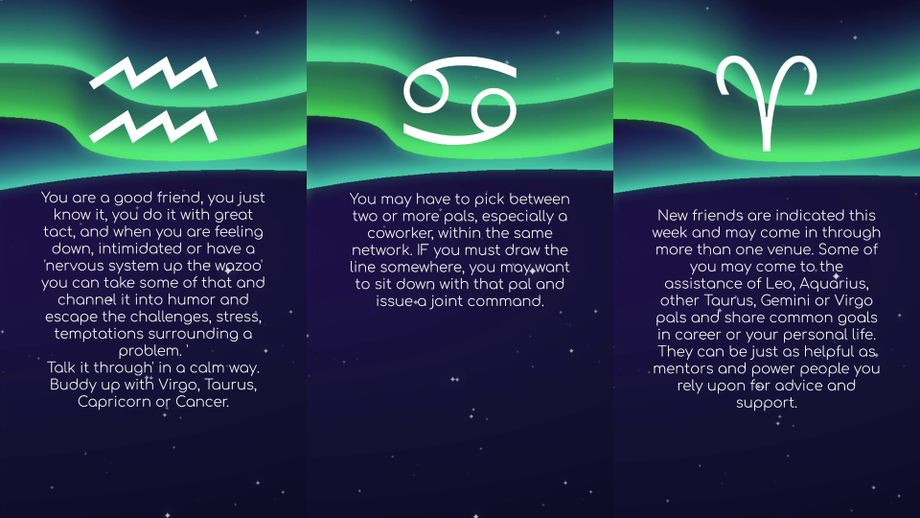 You are a good friend, you just
know it, you do it with great
tact, and when you are feeling
down, intimidated or have a
'nervous system up the wazoo'
you can take some of that and
channel it into humor and
escape the challenges, stress,
temptations surrounding a
problem. '
Talk it through' in a calm way.
Buddy up with Virgo, Taurus,
Capricorn or Cancer.
You may have to pick between
two or more pals, especially a
coworker, within the same
network. IF you must draw the
line somewhere, you may want
to sit down with that pal and
issue a joint command.
New friends are indicated this
week and may come in through
more than one venue. Some of
you may come to the
assistance of Leo, Aquarius,
other Taurus, Gemini or Virgo
pals and share common goals
in career or your personal life.
They can be just as helpful as
mentors and power people you
rely upon for advice and
support.